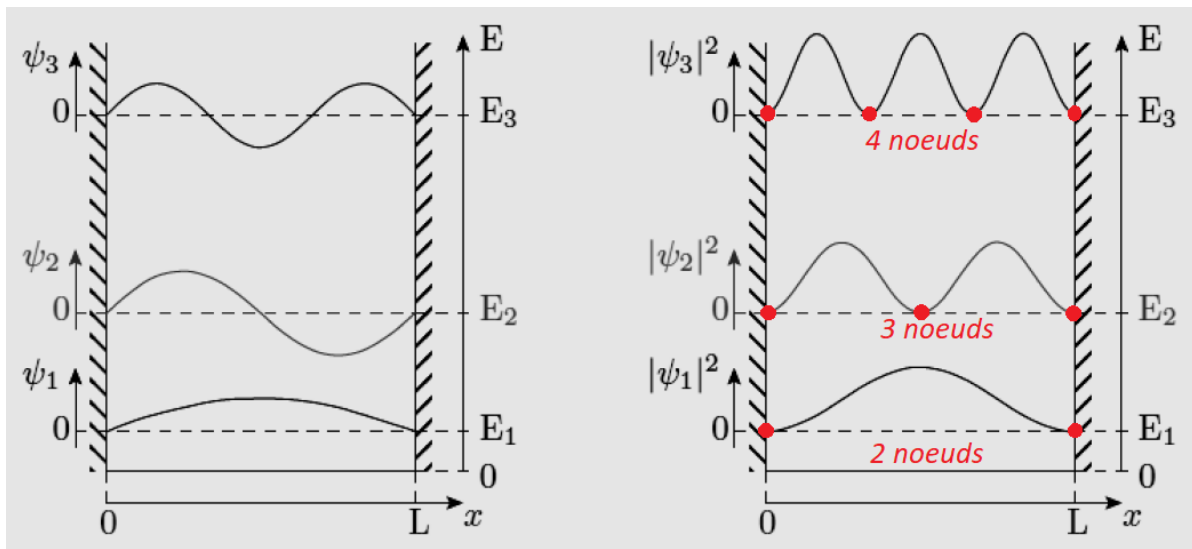 ψ₃ E
0 E₃
ψ₂
0 E₂
ψ₁
0 E₁
0
0 L x
|ψ₃|² E
0 E₃
4 noeuds
|ψ₂|²
0 E₂
3 noeuds
|ψ₁|²
0 E₁
2 noeuds
0
0 L x